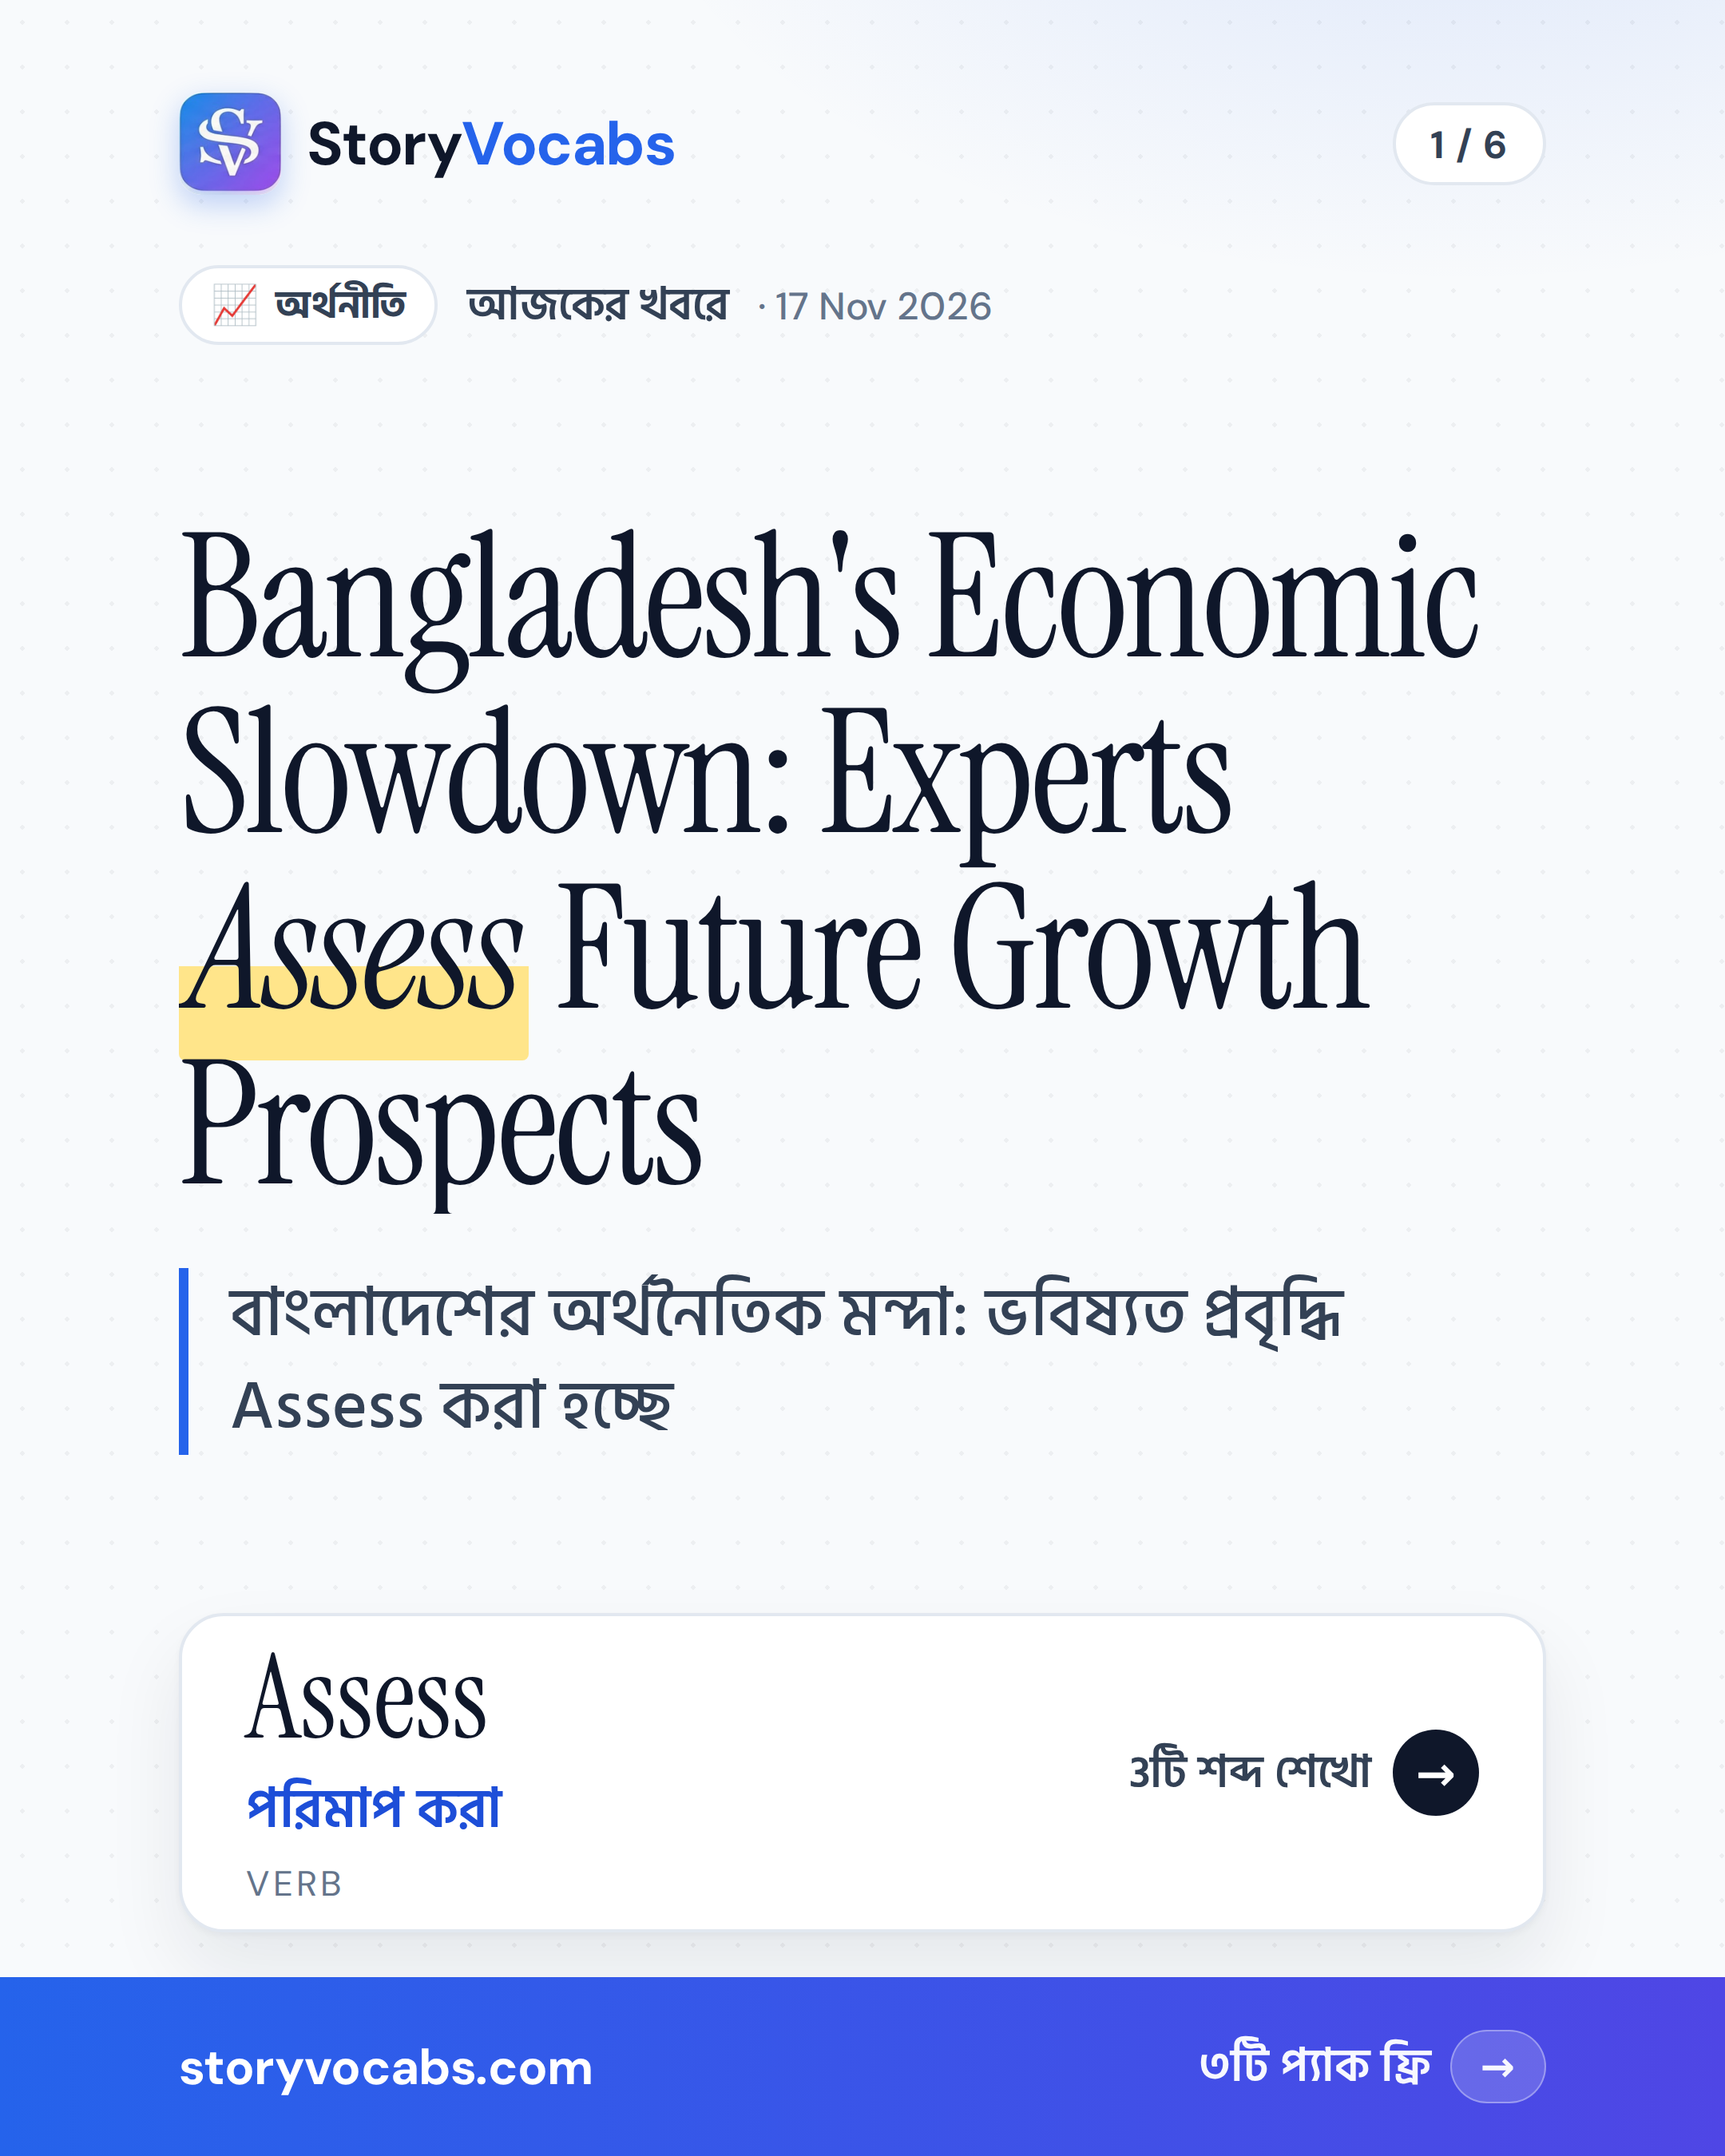 StoryVocabs
1 / 6
অর্থনীতি আজকের খবরে · 17 Nov 2026
Bangladesh's Economic
Slowdown: Experts
Assess Future Growth
Prospects
বাংলাদেশের অর্থনৈতিক মন্দা: ভবিষ্যত প্রবৃদ্ধি
Assess করা হচ্ছে
Assess
পরিমাপ করা
VERB
3টি শব্দ শেখো →
storyvocabs.com
৩টি প্যাক ফ্রি →